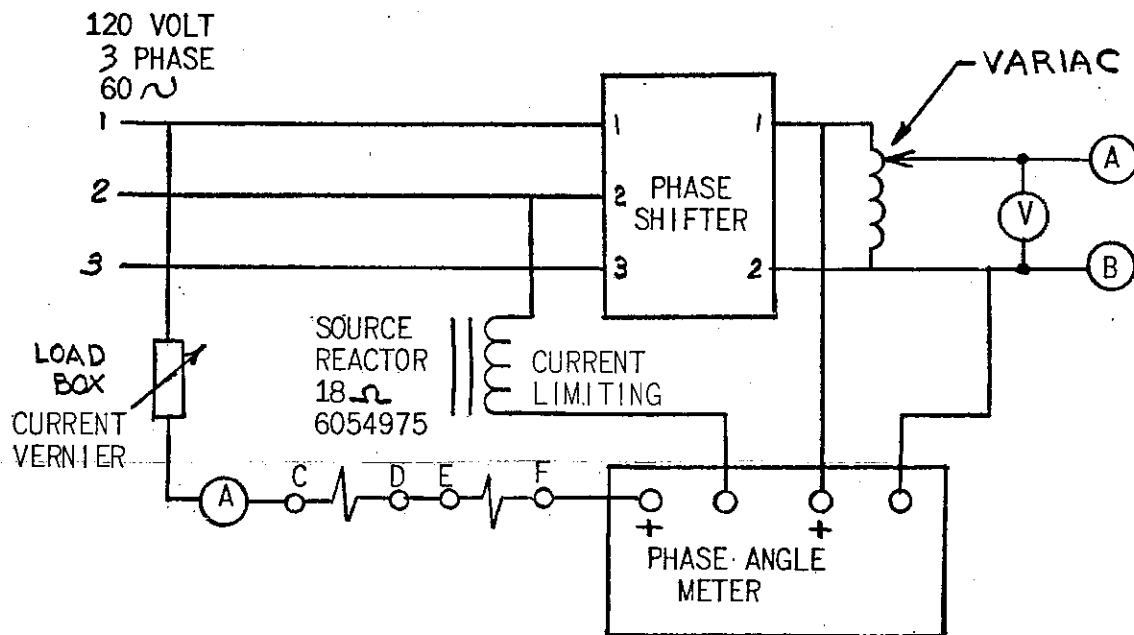 120 VOLT
3 PHASE
60 ~
1
2
3
1
2
3
PHASE
SHIFTER
1
2
VARIAC
A
V
B
LOAD
BOX
CURRENT
VERNIER
SOURCE
REACTOR
18 Ω
6054975
CURRENT
LIMITING
A
C
D
E
F
+
+
PHASE-ANGLE
METER